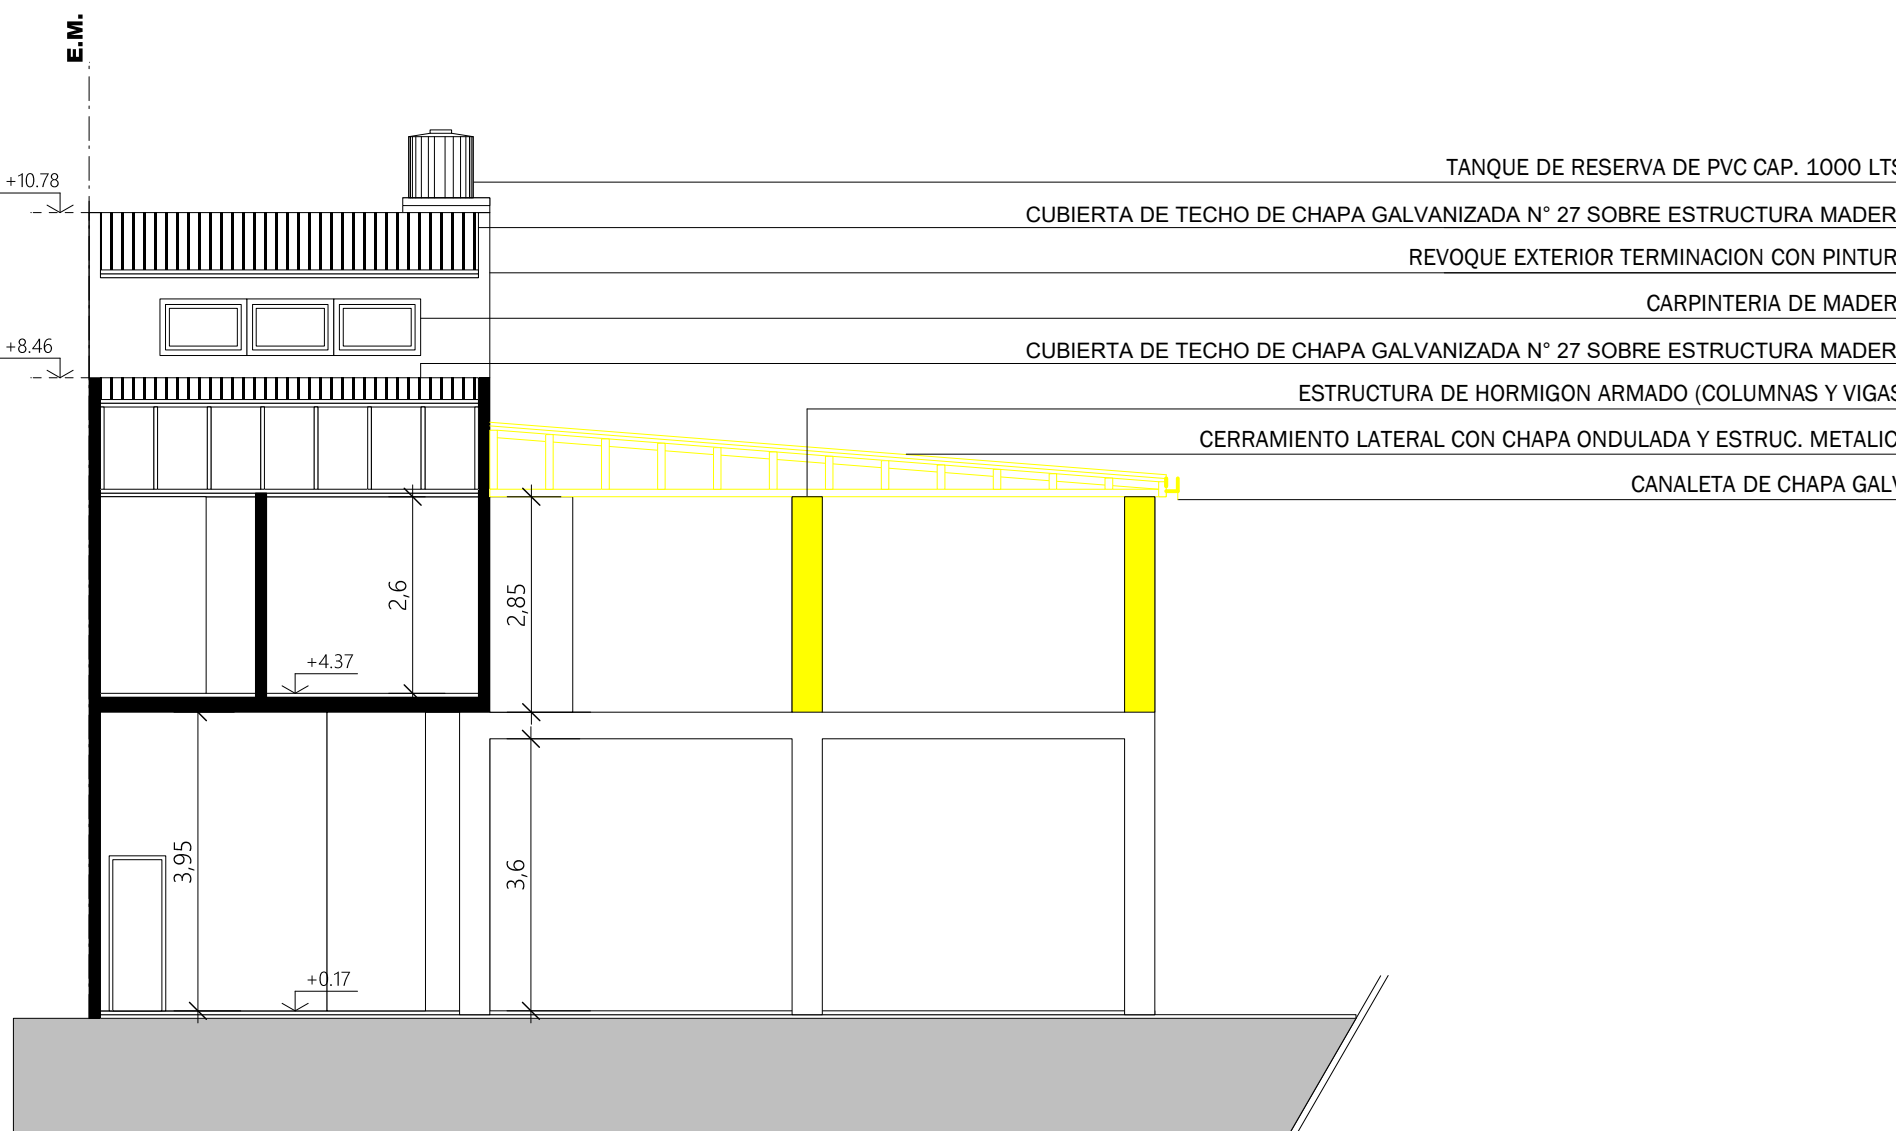 E.M.
+10.78
TANQUE DE RESERVA DE PVC CAP. 1000 LTS
CUBIERTA DE TECHO DE CHAPA GALVANIZADA N° 27 SOBRE ESTRUCTURA MADER
REVOQUE EXTERIOR TERMINACION CON PINTUR
CARPINTERIA DE MADER
+8.46
CUBIERTA DE TECHO DE CHAPA GALVANIZADA N° 27 SOBRE ESTRUCTURA MADER
ESTRUCTURA DE HORMIGON ARMADO (COLUMNAS Y VIGAS
CERRAMIENTO LATERAL CON CHAPA ONDULADA Y ESTRUC. METALIC
CANALETA DE CHAPA GALV
2,6
2,85
+4.37
3,95
3,6
+0.17